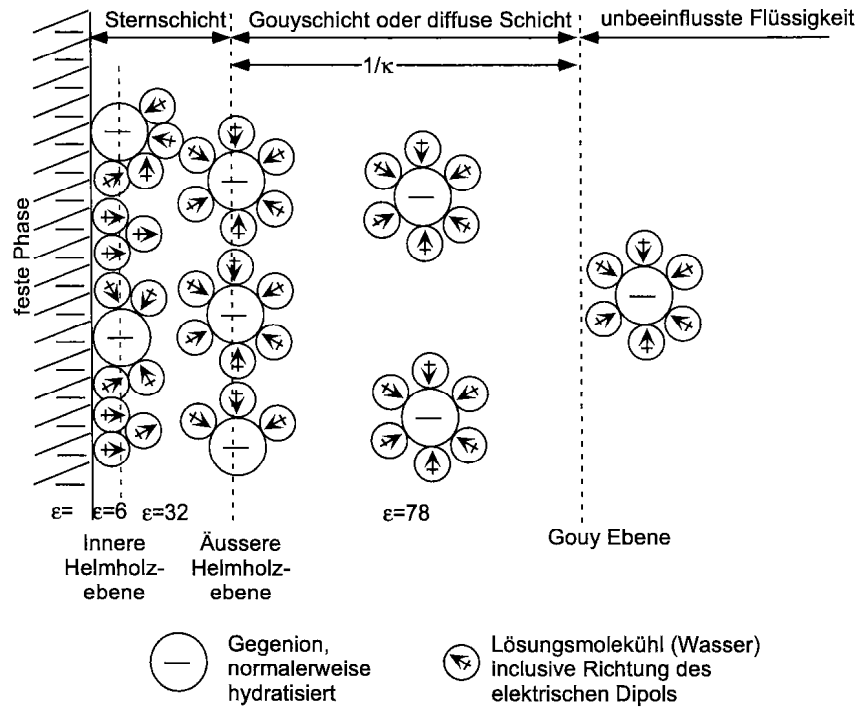 Sternschicht
Gouyschicht oder diffuse Schicht
unbeeinflusste Flüssigkeit
1/κ
feste Phase
ε=
ε=6
ε=32
ε=78
Innere
Helmholz-
ebene
Äussere
Helmholz-
ebene
Gouy Ebene
Gegenion,
normalerweise
hydratisiert
Lösungsmolekühl (Wasser)
inclusive Richtung des
elektrischen Dipols